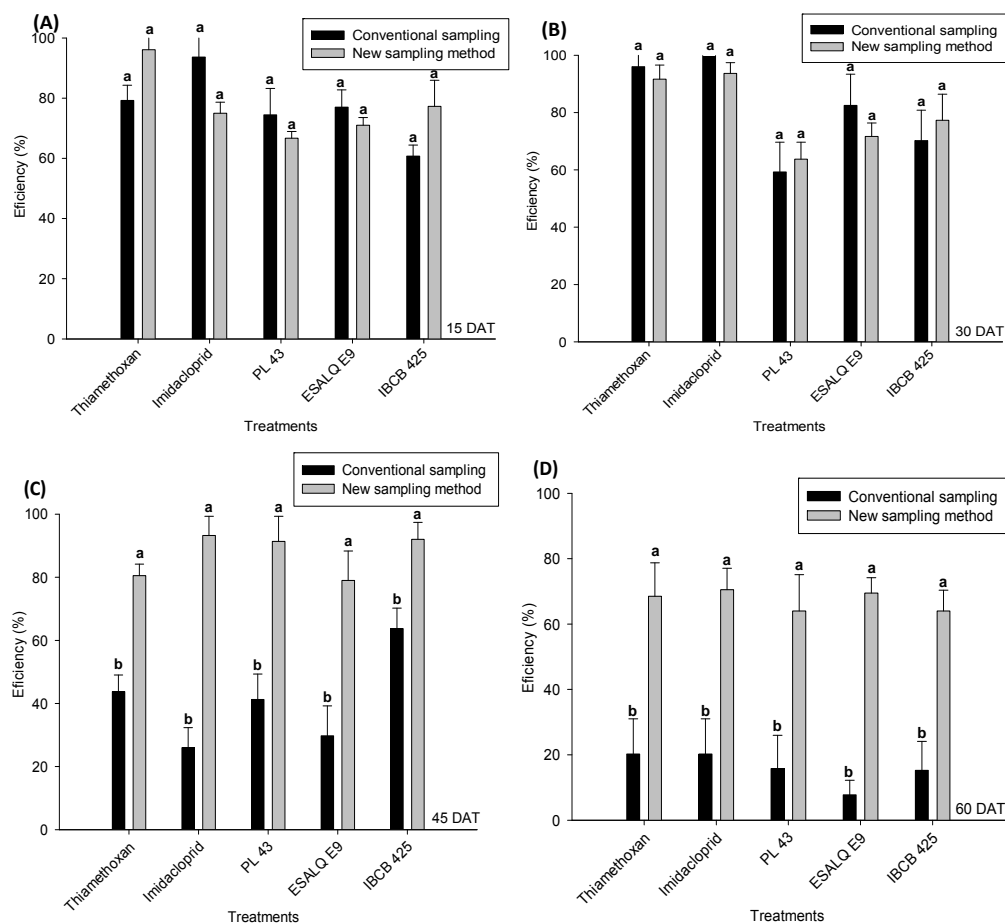 (A)
Conventional sampling
New sampling method
100
80
60
40
20
0
Eficiency (%)
a a a a a a a a a a
15 DAT
Thiamethoxan
Imidacloprid
PL 43
ESALQ E9
IBCB 425
Treatments
(B)
Conventional sampling
New sampling method
100
80
60
40
20
0
Eficiency (%)
a a a a a a a a a a
30 DAT
Thiamethoxan
Imidacloprid
PL 43
ESALQ E9
IBCB 425
Treatments
(C)
Conventional sampling
New sampling method
100
80
60
40
20
0
Eficiency (%)
b a b a b a b a b a
45 DAT
Thiamethoxan
Imidacloprid
PL 43
ESALQ E9
IBCB 425
Treatments
(D)
Conventional sampling
New sampling method
100
80
60
40
20
0
Eficiency (%)
b a b a b a b a b a
60 DAT
Thiamethoxan
Imidacloprid
PL 43
ESALQ E9
IBCB 425
Treatments